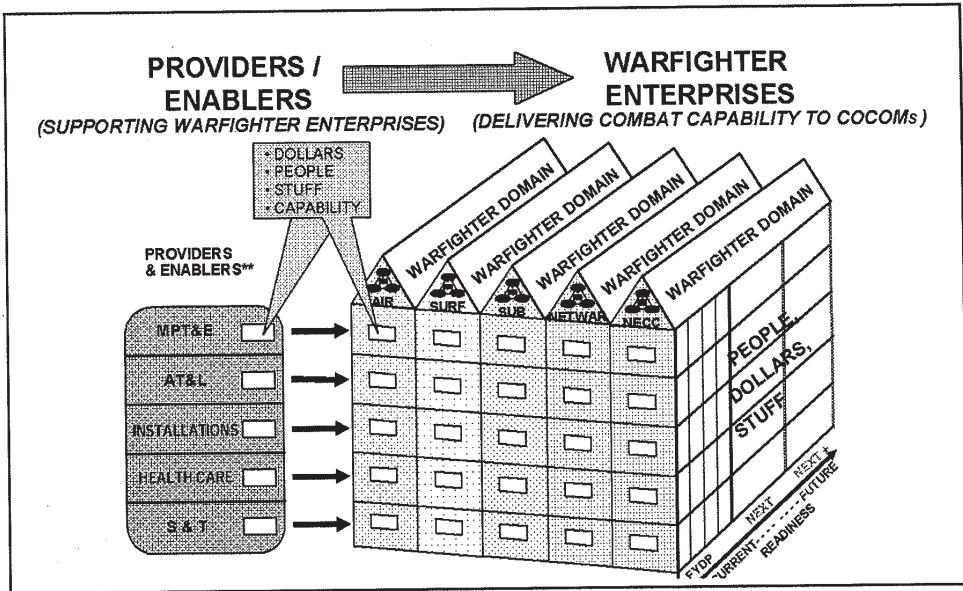 PROVIDERS /
ENABLERS
(SUPPORTING WARFIGHTER ENTERPRISES)
WARFIGHTER
ENTERPRISES
(DELIVERING COMBAT CAPABILITY TO COCOMs)
• DOLLARS
• PEOPLE
• STUFF
• CAPABILITY
PROVIDERS
& ENABLERS**
MPT&E
AT&L
INSTALLATIONS
HEALTH CARE
S & T
WARFIGHTER DOMAIN
WARFIGHTER DOMAIN
WARFIGHTER DOMAIN
WARFIGHTER DOMAIN
WARFIGHTER DOMAIN
AIR
SURF
SUB
NETWAR
NECC
PEOPLE,
DOLLARS,
STUFF
FYDP
NEXT
NEXT +
CURRENT------FUTURE
READINESS